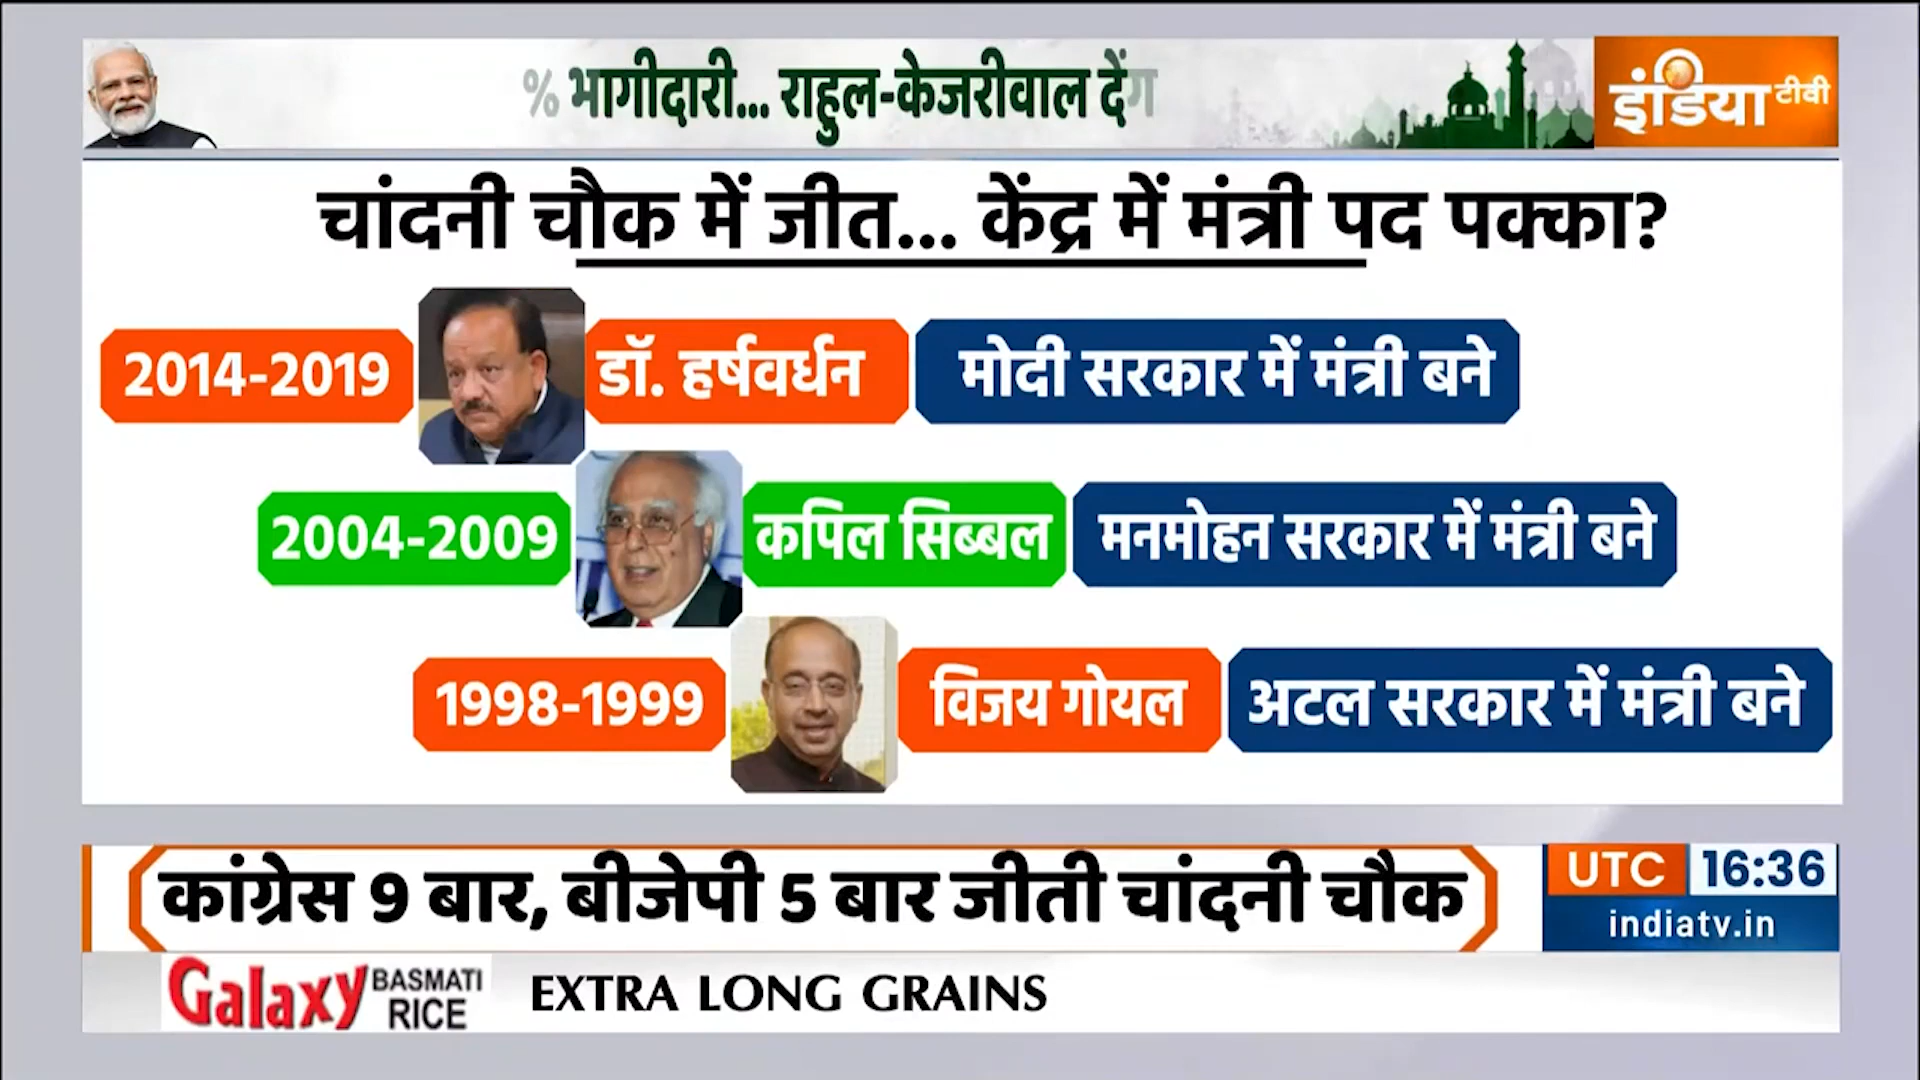 % भागीदारी... राहुल-केजरीवाल देंग
इंडिया टीवी
चांदनी चौक में जीत... केंद्र में मंत्री पद पक्का?
2014-2019 डॉ. हर्षवर्धन मोदी सरकार में मंत्री बने
2004-2009 कपिल सिब्बल मनमोहन सरकार में मंत्री बने
1998-1999 विजय गोयल अटल सरकार में मंत्री बने
कांग्रेस 9 बार, बीजेपी 5 बार जीती चांदनी चौक
UTC 16:36
indiatv.in
Galaxy BASMATI RICE EXTRA LONG GRAINS